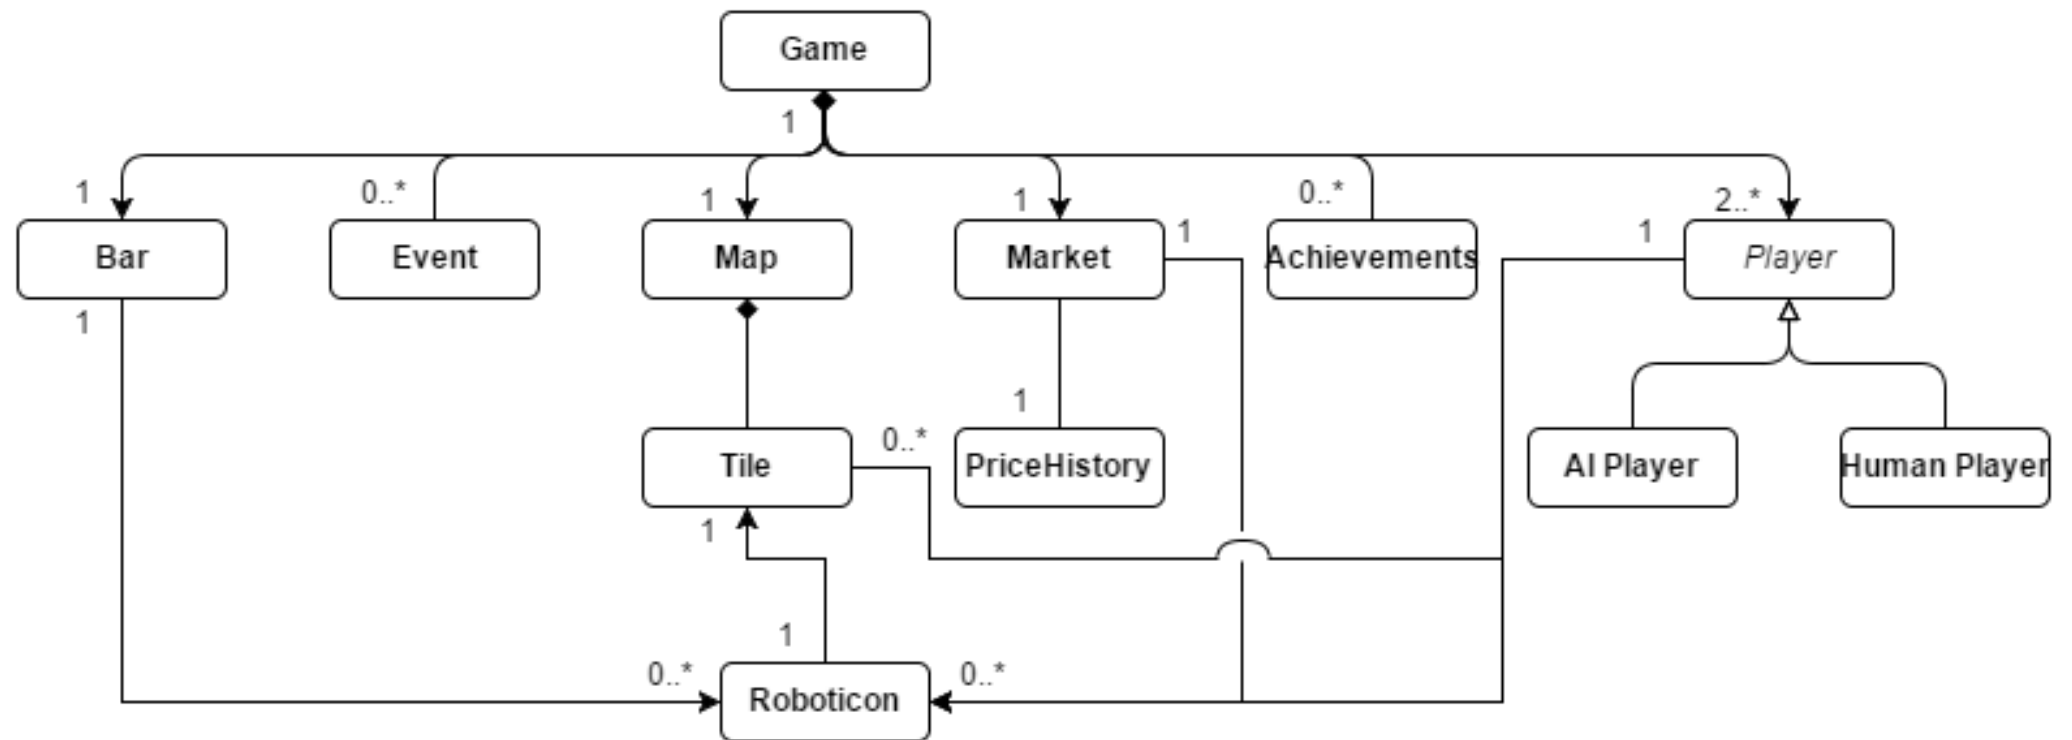 Game
1
1
0..*
1
1
0..*
2..*
Bar
Event
Map
Market
1
Achievements
1
Player
1
1
0..*
Tile
PriceHistory
AI Player
Human Player
1
1
0..*
0..*
Roboticon